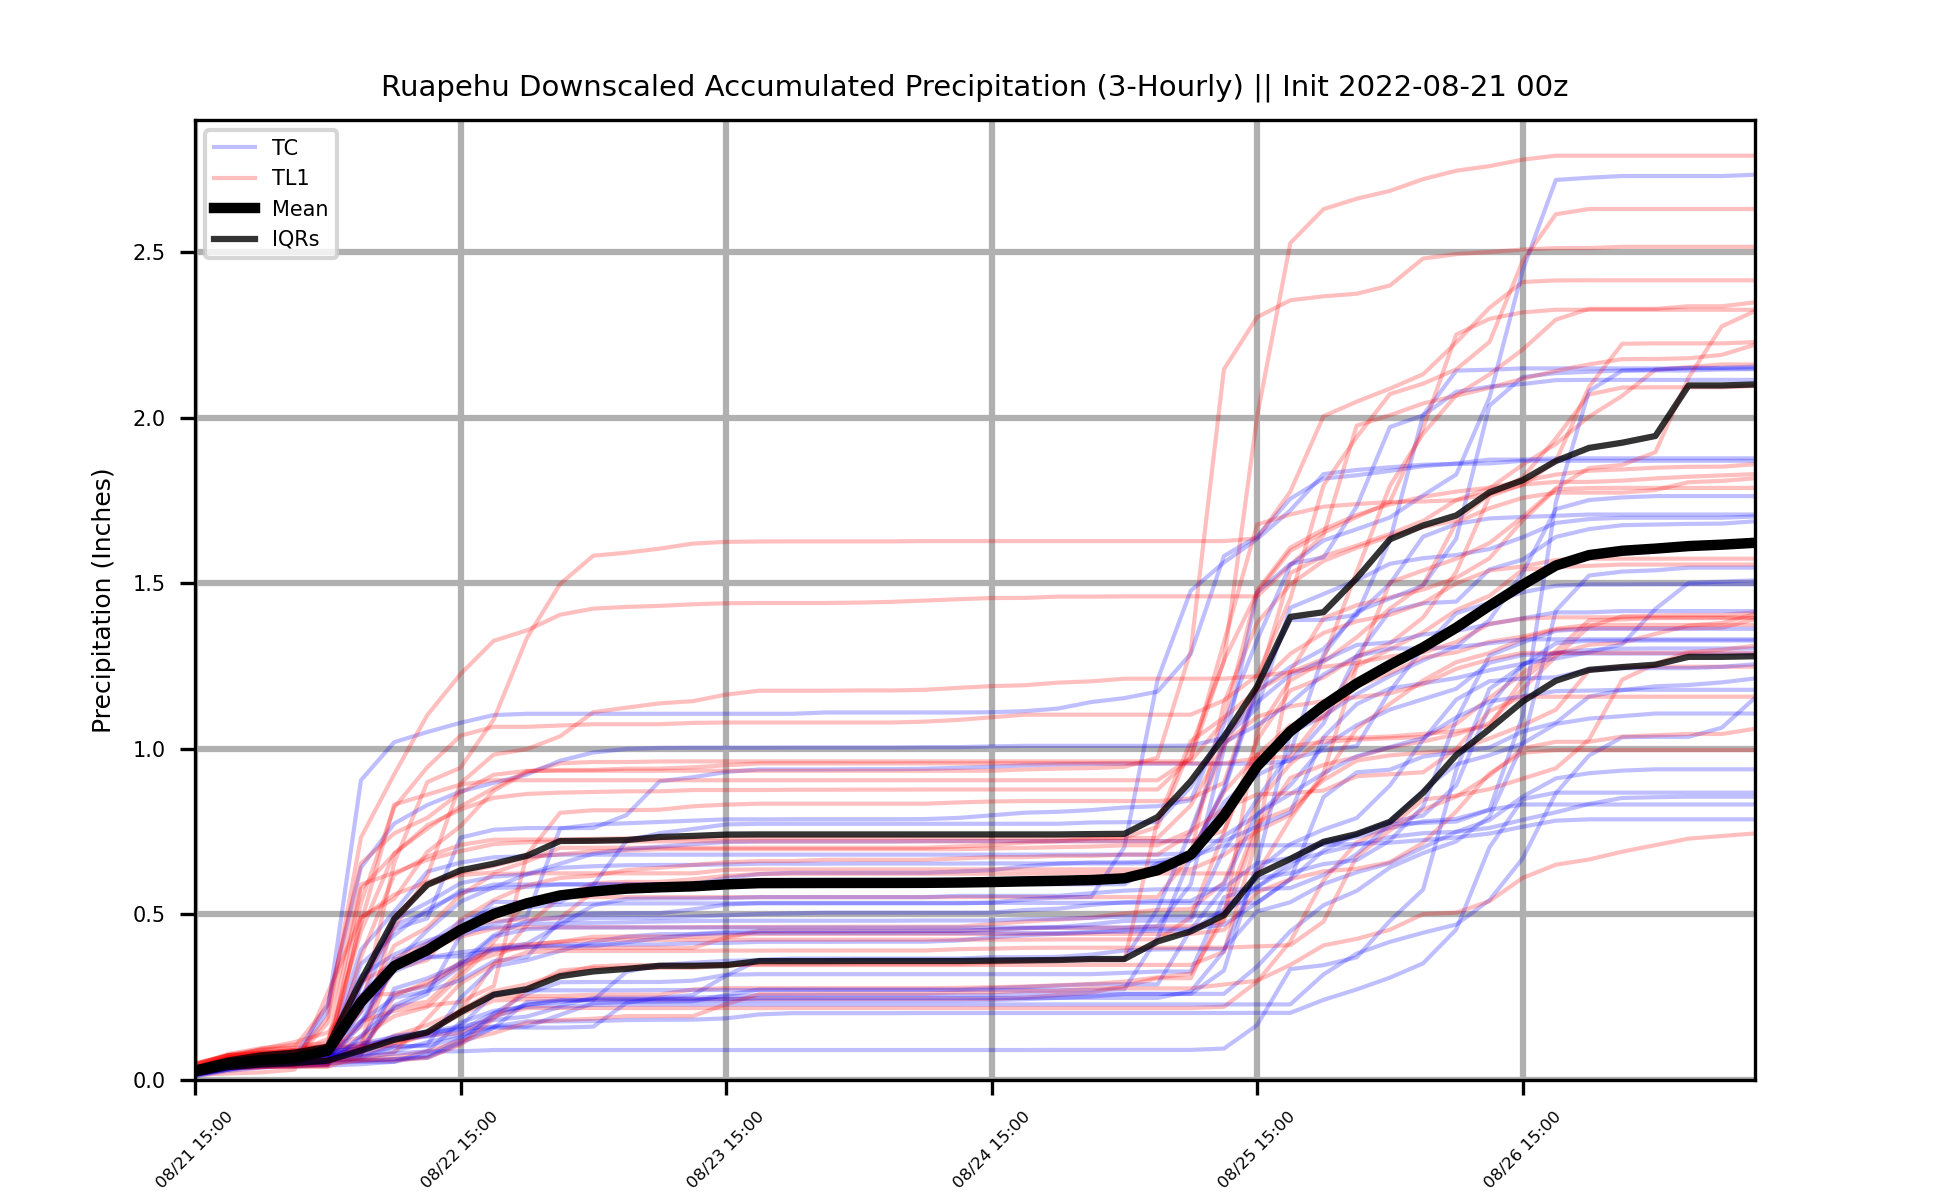 Ruapehu Downscaled Accumulated Precipitation (3-Hourly) || Init 2022-08-21 00z
TC
TL1
Mean
IQRs
Precipitation (Inches)
2.5
2.0
1.5
1.0
0.5
0.0
08/21 15:00
08/22 15:00
08/23 15:00
08/24 15:00
08/25 15:00
08/26 15:00